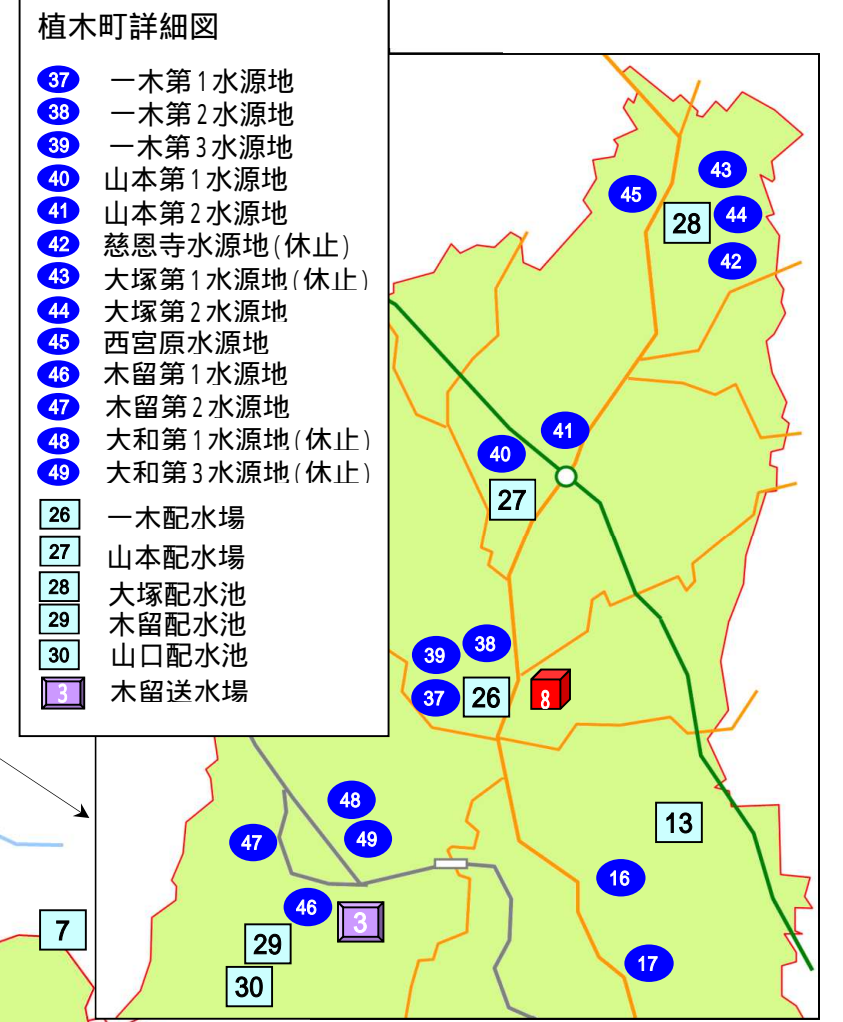 植木町詳細図
37 一木第1水源地
38 一木第2水源地
39 一木第3水源地
40 山本第1水源地
41 山本第2水源地
42 慈恩寺水源地(休止)
43 大塚第1水源地(休止)
44 大塚第2水源地
45 西宮原水源地
46 木留第1水源地
47 木留第2水源地
48 大和第1水源地(休止)
49 大和第3水源地(休止)
26 一木配水場
27 山本配水場
28 大塚配水池
29 木留配水池
30 山口配水池
3 木留送水場
43
45
44
28
42
41
40
27
38
39
37
26
8
48
13
49
47
16
46
3
7
29
17
30